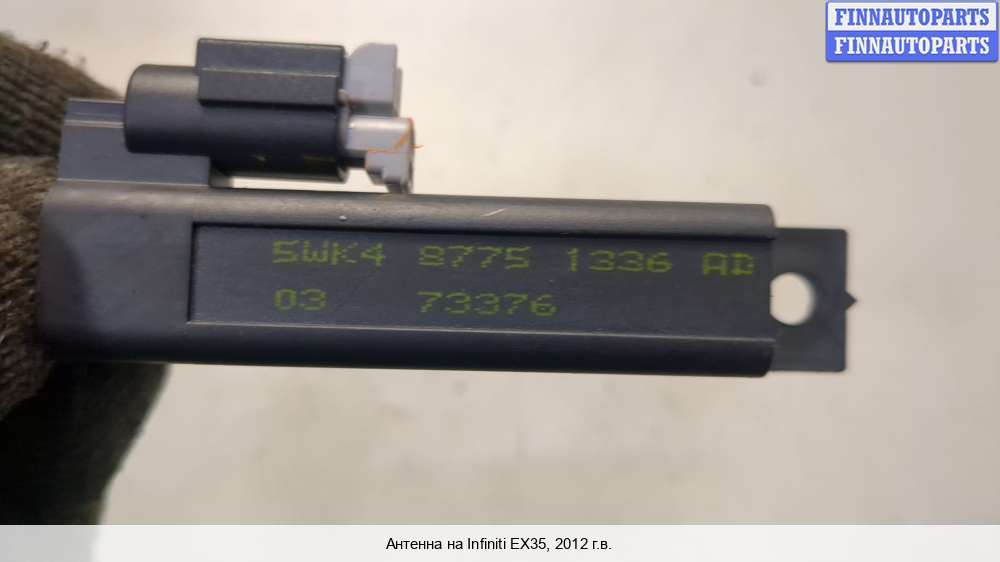 FINNAUTOPARTS
FINNAUTOPARTS
5WK4 8775 1336 AD
03 73376
Антенна на Infiniti EX35, 2012 г.в.